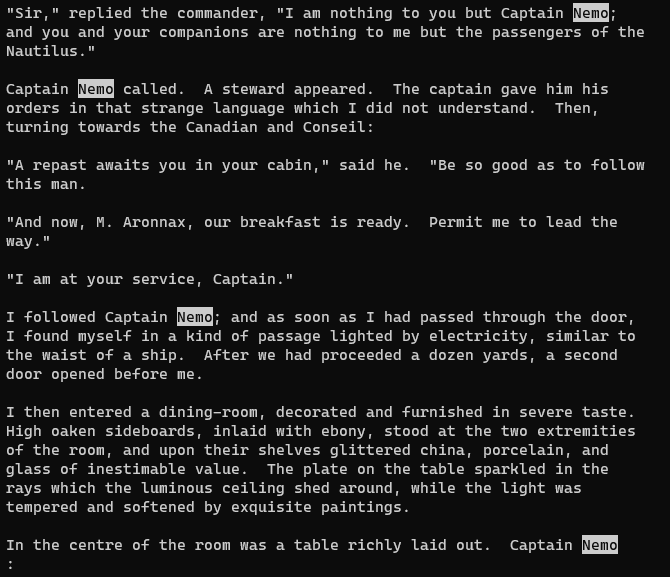 "Sir," replied the commander, "I am nothing to you but Captain Nemo;
and you and your companions are nothing to me but the passengers of the
Nautilus."
Captain Nemo called.  A steward appeared.  The captain gave him his
orders in that strange language which I did not understand.  Then,
turning towards the Canadian and Conseil:
"A repast awaits you in your cabin," said he.  "Be so good as to follow
this man.
"And now, M. Aronnax, our breakfast is ready.  Permit me to lead the
way."
"I am at your service, Captain."
I followed Captain Nemo; and as soon as I had passed through the door,
I found myself in a kind of passage lighted by electricity, similar to
the waist of a ship.  After we had proceeded a dozen yards, a second
door opened before me.
I then entered a dining-room, decorated and furnished in severe taste.
High oaken sideboards, inlaid with ebony, stood at the two extremities
of the room, and upon their shelves glittered china, porcelain, and
glass of inestimable value.  The plate on the table sparkled in the
rays which the luminous ceiling shed around, while the light was
tempered and softened by exquisite paintings.
In the centre of the room was a table richly laid out.  Captain Nemo
: